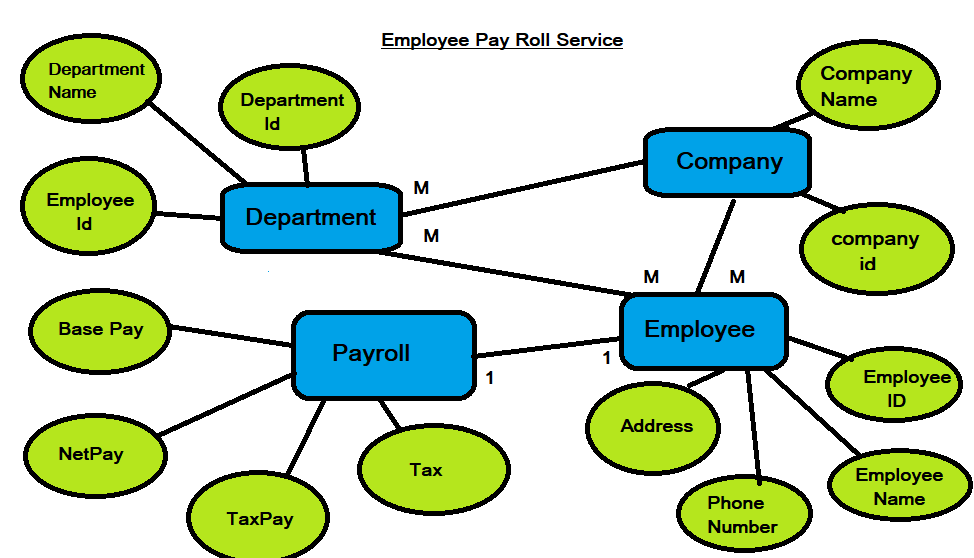 Employee Pay Roll Service
Department
Name
Department
Id
Company
Name
Company
Employee
Id
Department
M
M
company
id
M
M
Base Pay
Payroll
Employee
1
1
Employee
ID
NetPay
Tax
Address
TaxPay
Phone
Number
Employee
Name